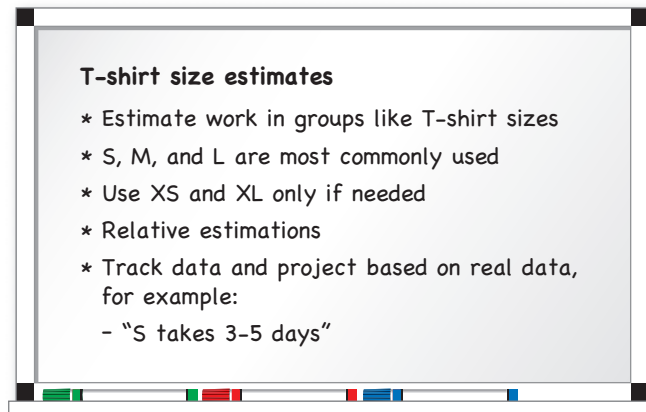 T-shirt size estimates
* Estimate work in groups like T-shirt sizes
* S, M, and L are most commonly used
* Use XS and XL only if needed
* Relative estimations
* Track data and project based on real data,
for example:
- “S takes 3-5 days”